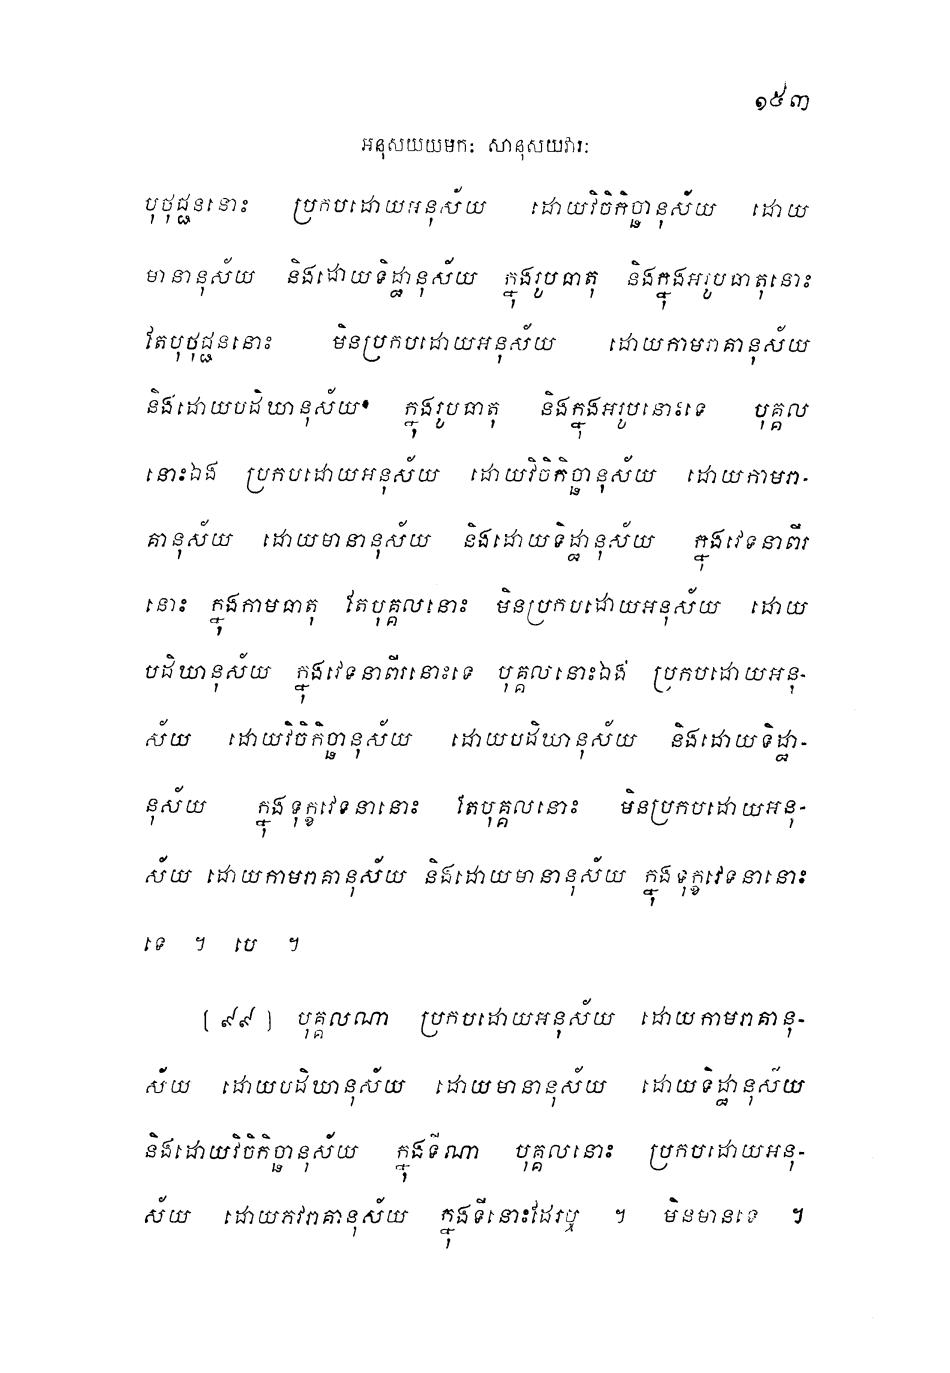 ១៥៣
អនុសយយមកៈ សានុសយវារៈ
បុថុជ្ជននោះ ប្រកបដោយអនុស័យ ដោយវិចិកិច្ឆានុស័យ ដោយ
មានានុស័យ និងដោយទិដ្ឋានុស័យ ក្នុងរូបធាតុ និងក្នុងអរូបធាតុនោះ
តែបុថុជ្ជននោះ មិនប្រកបដោយអនុស័យ ដោយកាមរាគានុស័យ
និងដោយបដិឃានុស័យ ក្នុងរូបធាតុ និងក្នុងអរូបនោះទេ បុគ្គល
នោះឯង ប្រកបដោយអនុស័យ ដោយវិចិកិច្ឆានុស័យ ដោយកាមរា-
គានុស័យ ដោយមានានុស័យ និងដោយទិដ្ឋានុស័យ ក្នុងវេទនាពីរ
នោះ ក្នុងកាមធាតុ តែបុគ្គលនោះ មិនប្រកបដោយអនុស័យ ដោយ
បដិឃានុស័យ ក្នុងវេទនាពីរនោះទេ បុគ្គលនោះឯង ប្រកបដោយអនុ-
ស័យ ដោយវិចិកិច្ឆានុស័យ ដោយបដិឃានុស័យ និងដោយទិដ្ឋា-
នុស័យ ក្នុងទុក្ខវេទនានោះ តែបុគ្គលនោះ មិនប្រកបដោយអនុ-
ស័យ ដោយកាមរាគានុស័យ និងដោយមានានុស័យ ក្នុងទុក្ខវេទនានោះ
ទេ ។ បេ ។
[៩៩] បុគ្គលណា ប្រកបដោយអនុស័យ ដោយកាមរាគានុ-
ស័យ ដោយបដិឃានុស័យ ដោយមានានុស័យ ដោយទិដ្ឋានុស័យ
និងដោយវិចិកិច្ឆានុស័យ ក្នុងទីណា បុគ្គលនោះ ប្រកបដោយអនុ-
ស័យ ដោយភវរាគានុស័យ ក្នុងទីនោះដែរឬ ។ មិនមានទេ ។